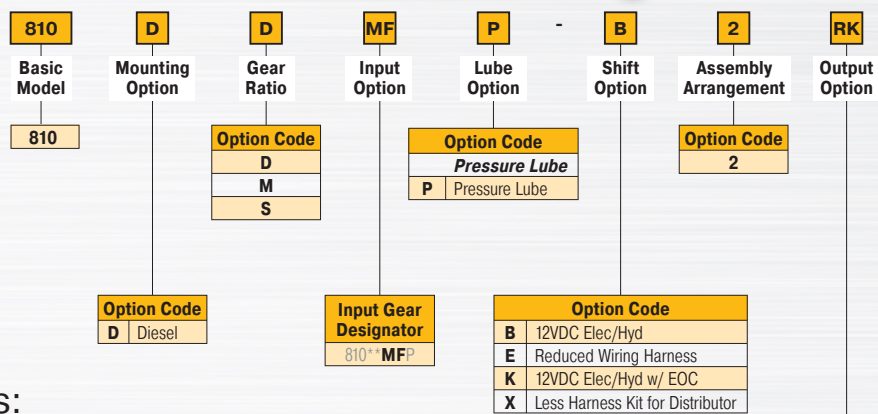 810 D D MF P - B 2 RK
Basic Model
Mounting Option
Gear Ratio
Input Option
Lube Option
Shift Option
Assembly Arrangement
Output Option
810
Option Code
D
M
S
Option Code
Pressure Lube
P Pressure Lube
Option Code
2
Option Code
D Diesel
Input Gear Designator
810**MFP
Option Code
B 12VDC Elec/Hyd
E Reduced Wiring Harness
K 12VDC Elec/Hyd w/ EOC
X Less Harness Kit for Distributor
s: